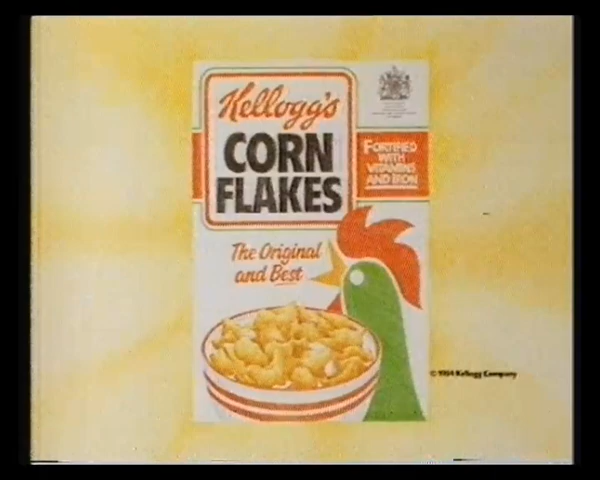 Kellogg's
CORN
FLAKES
FORTIFIED
WITH
VITAMINS
AND IRON
The Original
and Best
© 1984 Kellogg Company